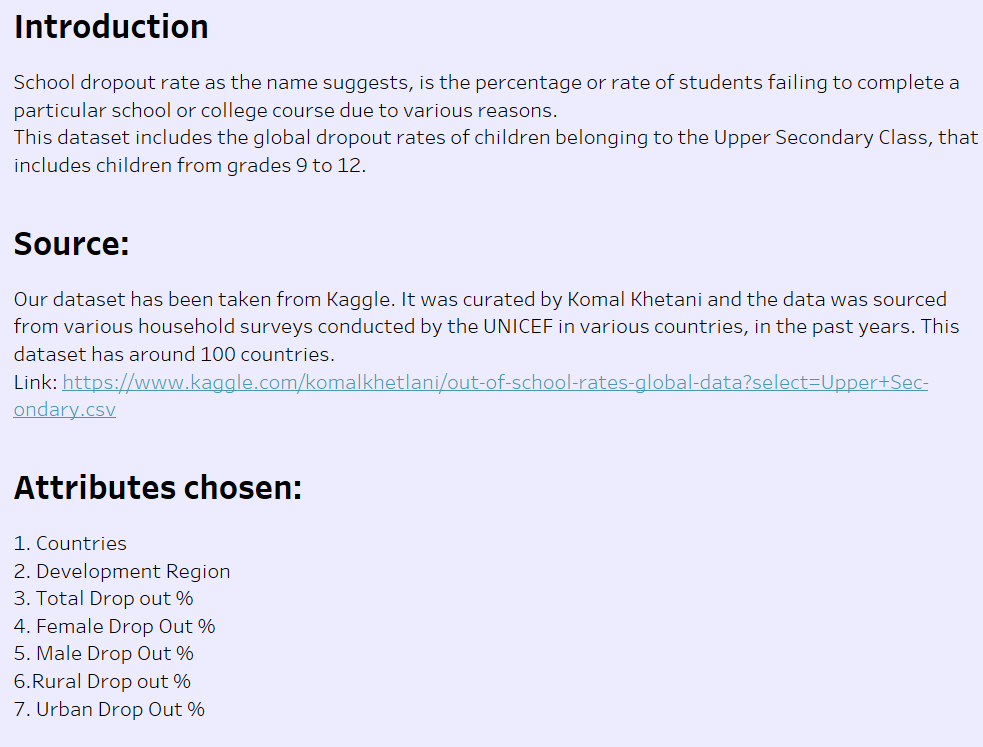 Introduction
School dropout rate as the name suggests, is the percentage or rate of students failing to complete a
particular school or college course due to various reasons.
This dataset includes the global dropout rates of children belonging to the Upper Secondary Class, that
includes children from grades 9 to 12.
Source:
Our dataset has been taken from Kaggle. It was curated by Komal Khetani and the data was sourced
from various household surveys conducted by the UNICEF in various countries, in the past years. This
dataset has around 100 countries.
Link: https://www.kaggle.com/komalkhetlani/out-of-school-rates-global-data?select=Upper+Sec-
ondary.csv
Attributes chosen:
1. Countries
2. Development Region
3. Total Drop out %
4. Female Drop Out %
5. Male Drop Out %
6.Rural Drop out %
7. Urban Drop Out %